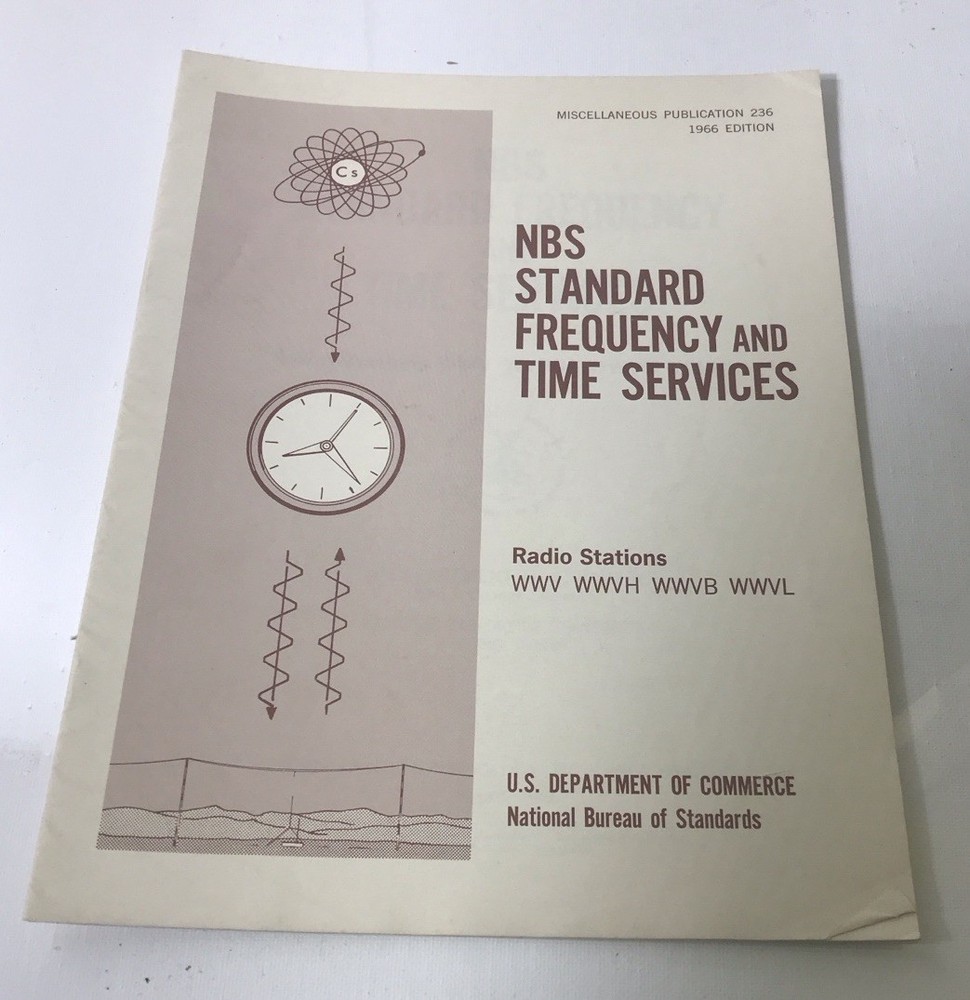 MISCELLANEOUS PUBLICATION 236
1966 EDITION
Cs
NBS
STANDARD
FREQUENCY AND
TIME SERVICES
Radio Stations
WWV WWVH WWVB WWVL
U.S. DEPARTMENT OF COMMERCE
National Bureau of Standards